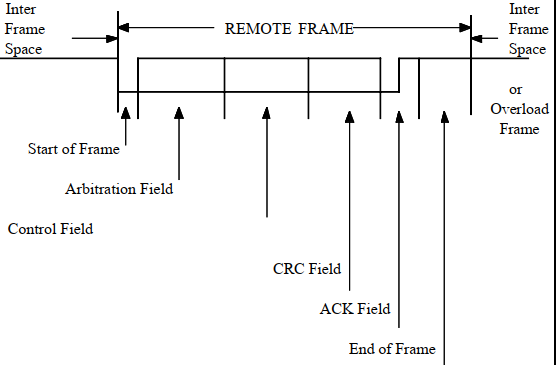 Inter
Frame
Space
REMOTE FRAME
Inter
Frame
Space
or
Overload
Frame
Start of Frame
Arbitration Field
Control Field
CRC Field
ACK Field
End of Frame